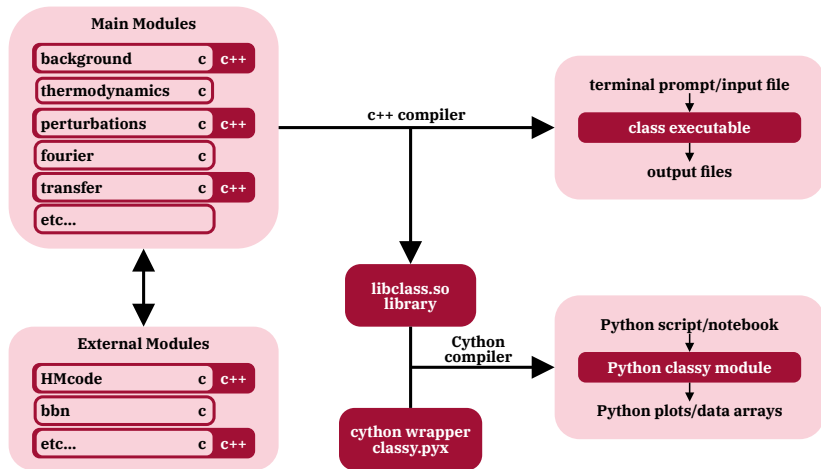 Main Modules
background c c++
thermodynamics c
perturbations c c++
fourier c
transfer c c++
etc...
External Modules
HMcode c c++
bbn c
etc... c c++
c++ compiler
libclass.so
library
Cython
compiler
cython wrapper
classy.pyx
terminal prompt/input file
class executable
output files
Python script/notebook
Python classy module
Python plots/data arrays